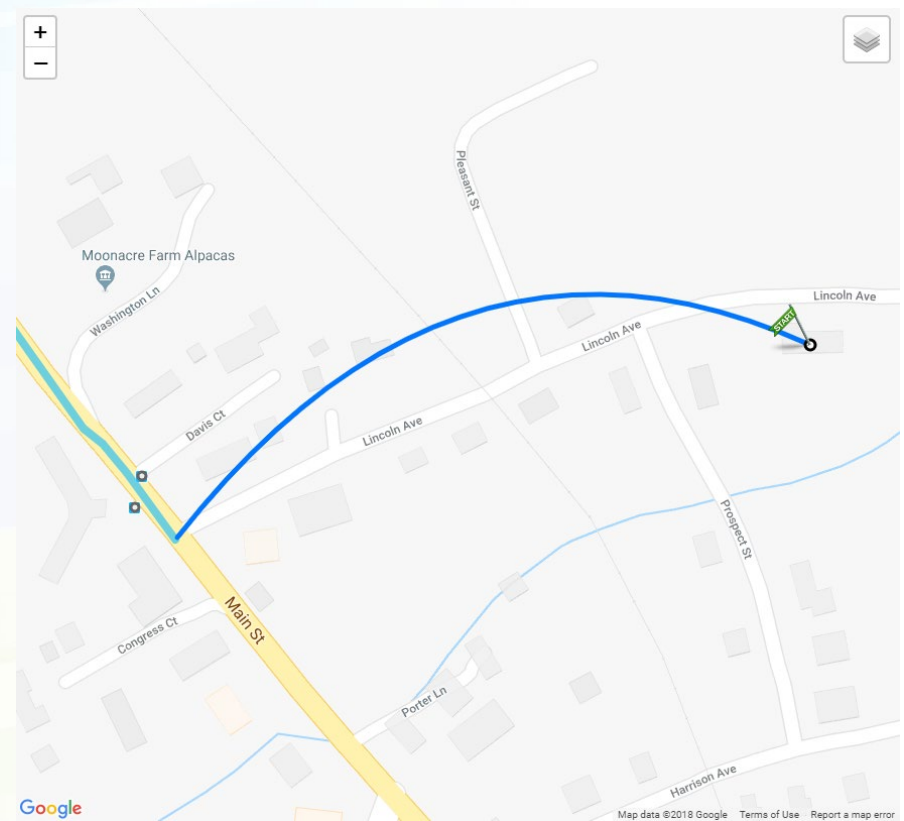 +
−
Pleasant St
Moonacre Farm Alpacas
Washington Ln
Lincoln Ave
START
Lincoln Ave
Davis Ct
Lincoln Ave
Prospect St
Main St
Congress Ct
Porter Ln
Harrison Ave
Google
Map data ©2018 Google Terms of Use Report a map error